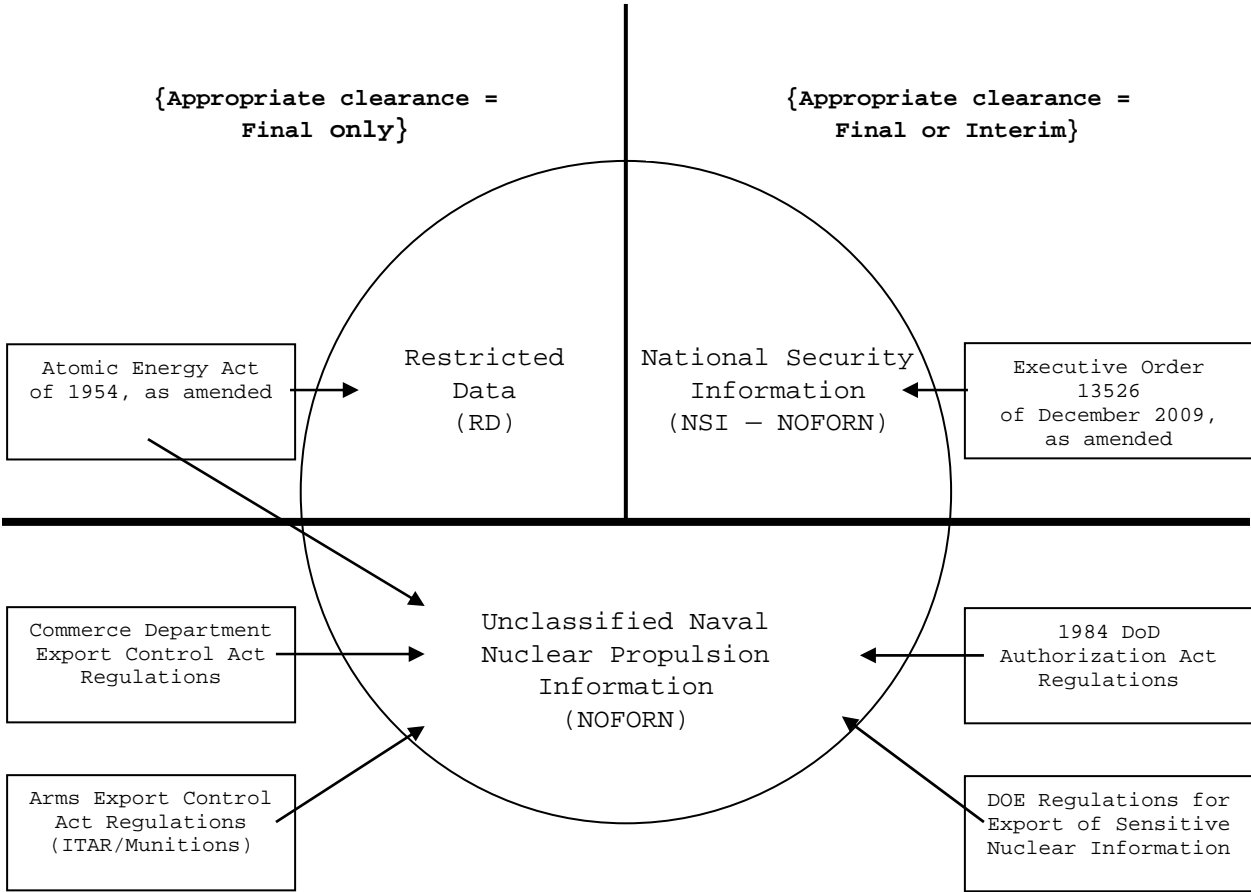 {Appropriate clearance =
Final only}
{Appropriate clearance =
Final or Interim}
Atomic Energy Act
of 1954, as amended
Restricted
Data
(RD)
National Security
Information
(NSI – NOFORN)
Executive Order
13526
of December 2009,
as amended
Commerce Department
Export Control Act
Regulations
Unclassified Naval
Nuclear Propulsion
Information
(NOFORN)
1984 DoD
Authorization Act
Regulations
Arms Export Control
Act Regulations
(ITAR/Munitions)
DOE Regulations for
Export of Sensitive
Nuclear Information